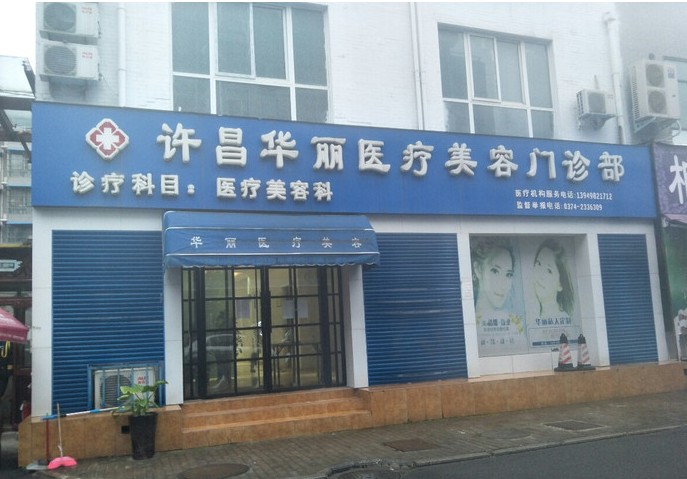 许昌华丽医疗美容门诊部
诊疗科目：医疗美容科
医疗机构服务电话:13949821712
监督举报电话:0374-2336309
华丽医疗美容